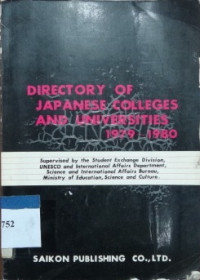 DIRECTORY OF
JAPANESE COLLEGES
AND UNIVERSITIES
1979-1980
Supervised by the Student Exchange Division,
UNESCO and International Affairs Department,
Science and International Affairs Bureau,
Ministry of Education, Science and Culture.
752
SAIKON PUBLISHING CO., LTD.